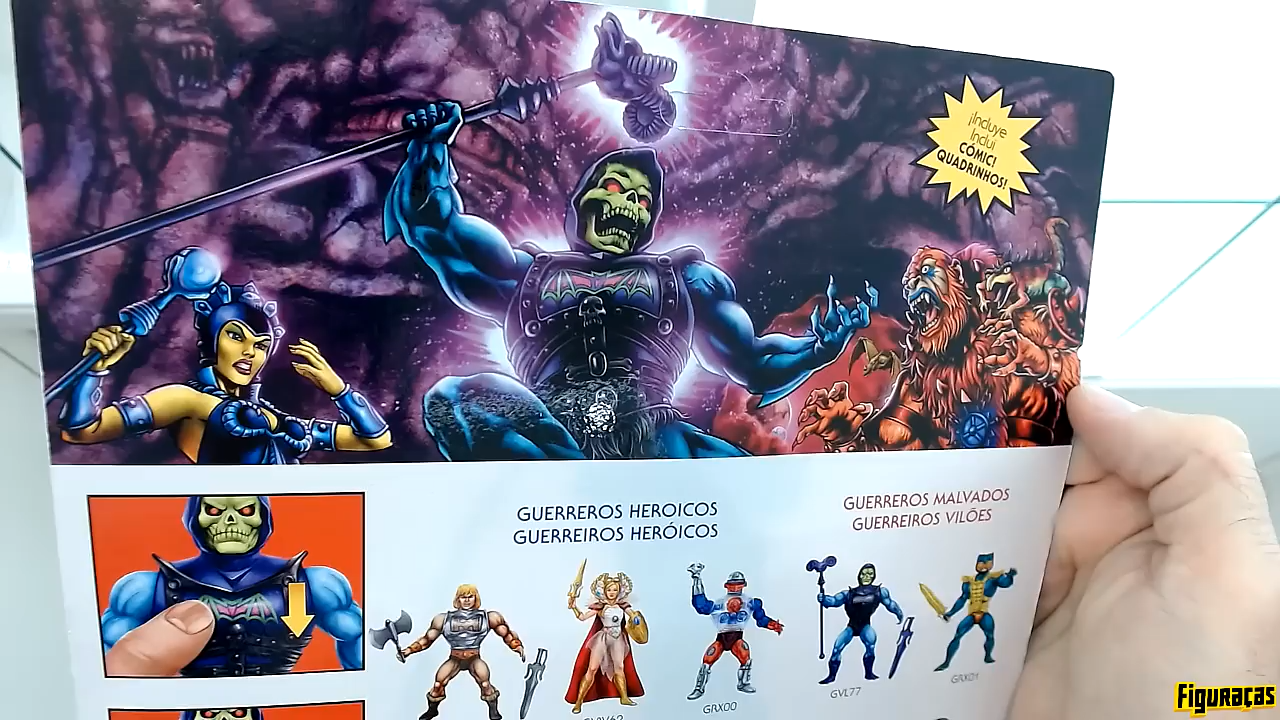 ¡Incluye
Inclui
CÓMIC!
QUADRINHOS!
GUERREROS HEROICOS
GUERREIROS HERÓICOS
GUERREROS MALVADOS
GUERREIROS VILÕES
GRX00
GVL77
GRX01
Figuraças